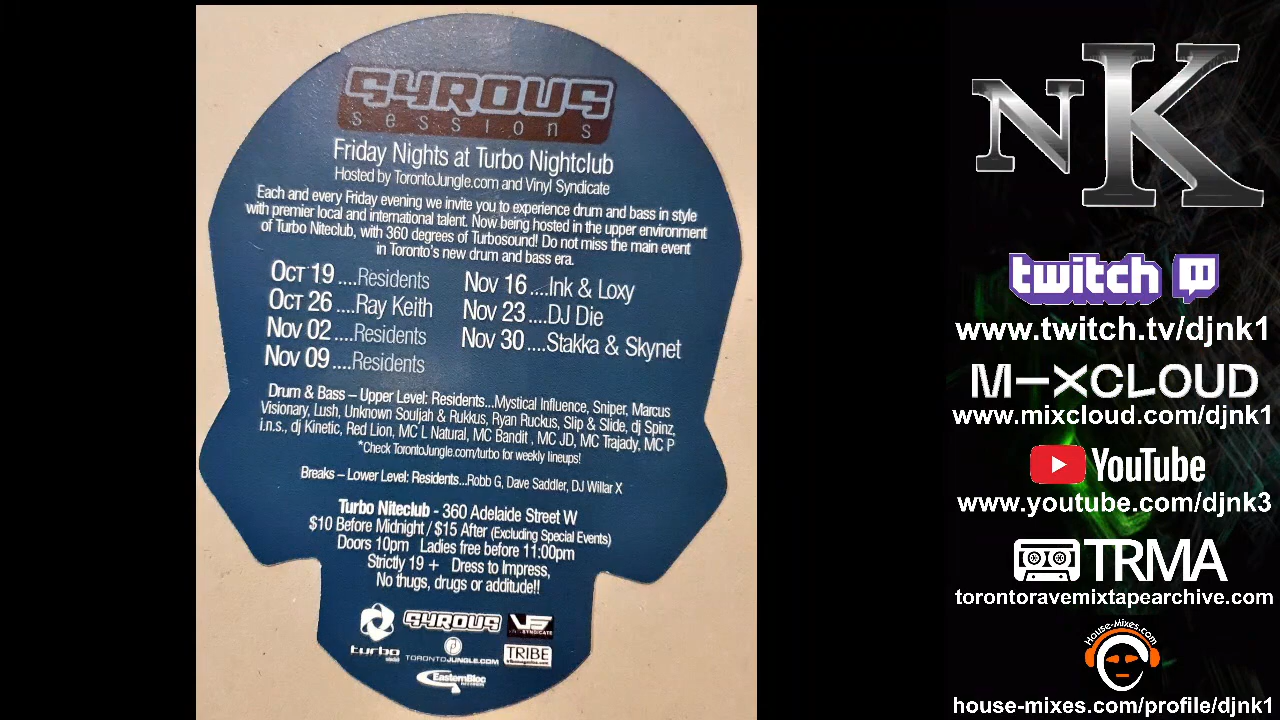 SYROUS
sessions
Friday Nights at Turbo Nightclub
Hosted by TorontoJungle.com and Vinyl Syndicate
Each and every Friday evening we invite you to experience drum and bass in style
with premier local and international talent. Now being hosted in the upper environment
of Turbo Niteclub, with 360 degrees of Turbosound! Do not miss the main event
in Toronto's new drum and bass era.
Oct 19 ....Residents
Oct 26 ....Ray Keith
Nov 02 ....Residents
Nov 09 ....Residents
Nov 16 ....Ink & Loxy
Nov 23 ....DJ Die
Nov 30 ....Stakka & Skynet
Drum & Bass – Upper Level: Residents...Mystical Influence, Sniper, Marcus
Visionary, Lush, Unknown Souljah & Rukkus, Ryan Ruckus, Slip & Slide, dj Spinz,
i.n.s., dj Kinetic, Red Lion, MC L Natural, MC Bandit , MC JD, MC Trajady, MC P
*Check TorontoJungle.com/turbo for weekly lineups!
Breaks – Lower Level: Residents...Robb G, Dave Saddler, DJ Willar X
Turbo Niteclub - 360 Adelaide Street W
$10 Before Midnight / $15 After (Excluding Special Events)
Doors 10pm Ladies free before 11:00pm
Strictly 19 + Dress to Impress,
No thugs, drugs or additude!!
turbo
SYROUS
TORONTOJUNGLE.COM
VS
SYNDICATE
TRIBE
EasternBloc
NK
twitch
www.twitch.tv/djnk1
M–XCLOUD
www.mixcloud.com/djnk1
YouTube
www.youtube.com/djnk3
TRMA
torontoravemixtapearchive.com
House-Mixes.com
house-mixes.com/profile/djnk1